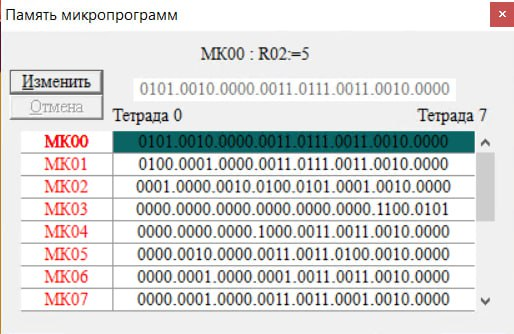 Память микропрограмм
МК00 : R02:=5
Изменить
0101.0010.0000.0011.0111.0011.0010.0000
Отмена
Тетрада 0 Тетрада 7
МК00 0101.0010.0000.0011.0111.0011.0010.0000
МК01 0100.0001.0000.0011.0111.0011.0010.0000
МК02 0001.0000.0010.0100.0101.0001.0010.0000
МК03 0000.0000.0000.0000.0000.0000.1100.0101
МК04 0000.0000.0000.1000.0011.0011.0010.0000
МК05 0000.0010.0000.0011.0011.0100.0010.0000
МК06 0000.0001.0000.0001.0011.0011.0010.0000
МК07 0000.0001.0000.0011.0011.0001.0010.0000